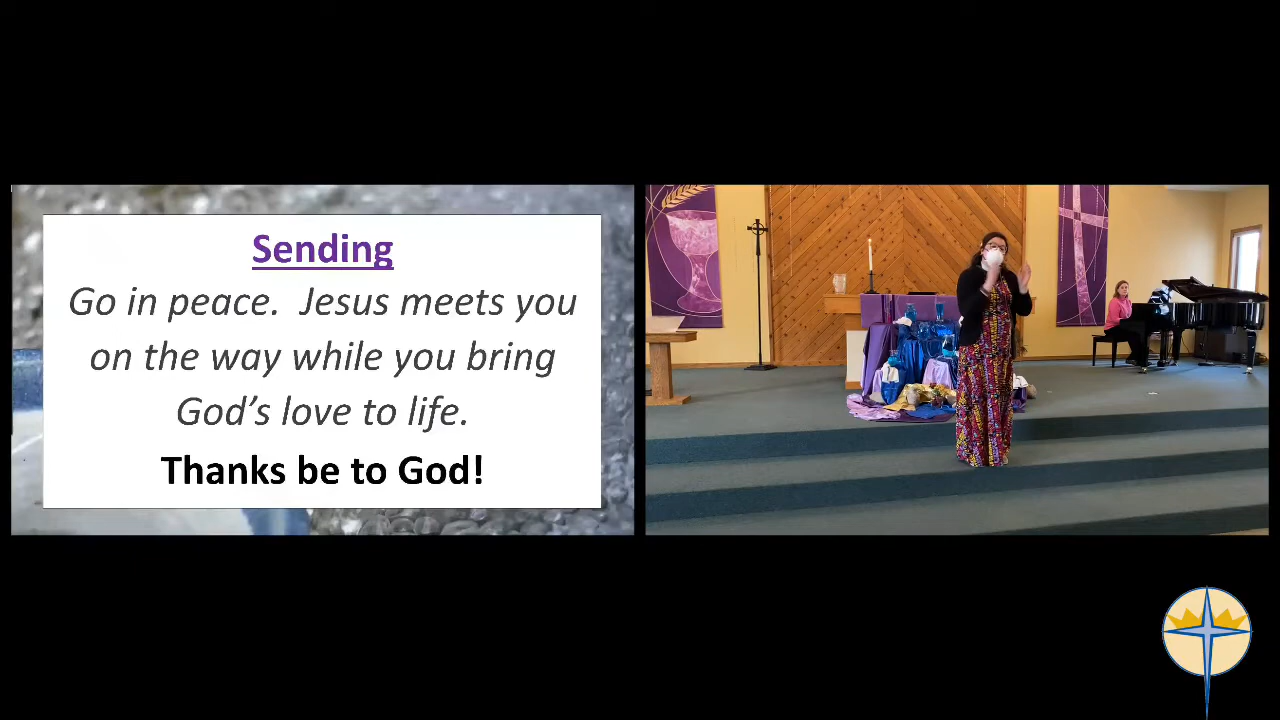 Sending
Go in peace.  Jesus meets you
on the way while you bring
God's love to life.
Thanks be to God!